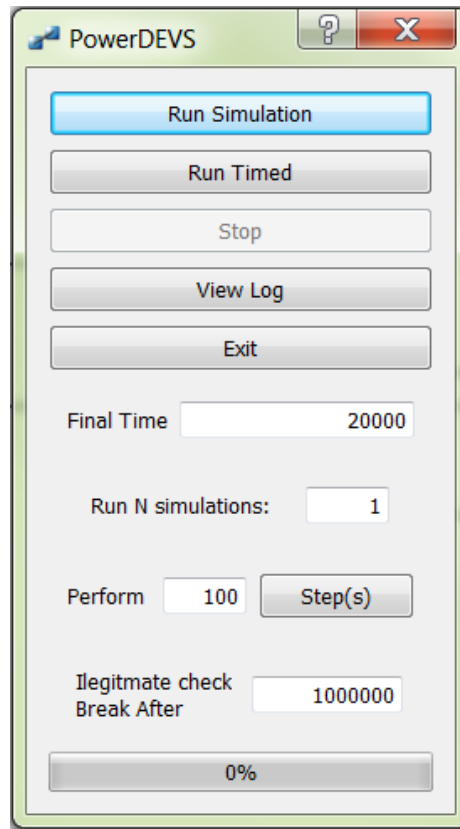 PowerDEVS
Run Simulation
Run Timed
Stop
View Log
Exit
Final Time 20000
Run N simulations: 1
Perform 100 Step(s)
Ilegitmate check
Break After 1000000
0%